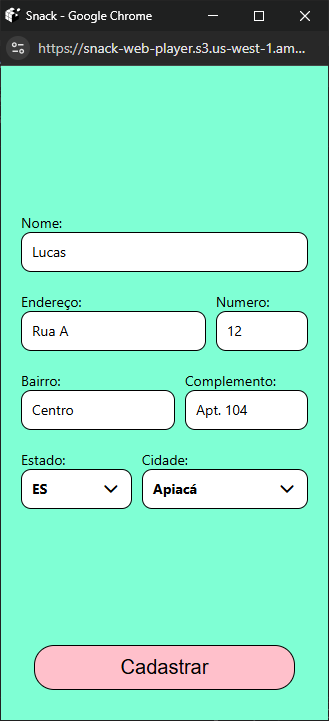 Snack - Google Chrome
https://snack-web-player.s3.us-west-1.am...
Nome:
Lucas
Endereço: Numero:
Rua A 12
Bairro: Complemento:
Centro Apt. 104
Estado: Cidade:
ES Apiacá
Cadastrar